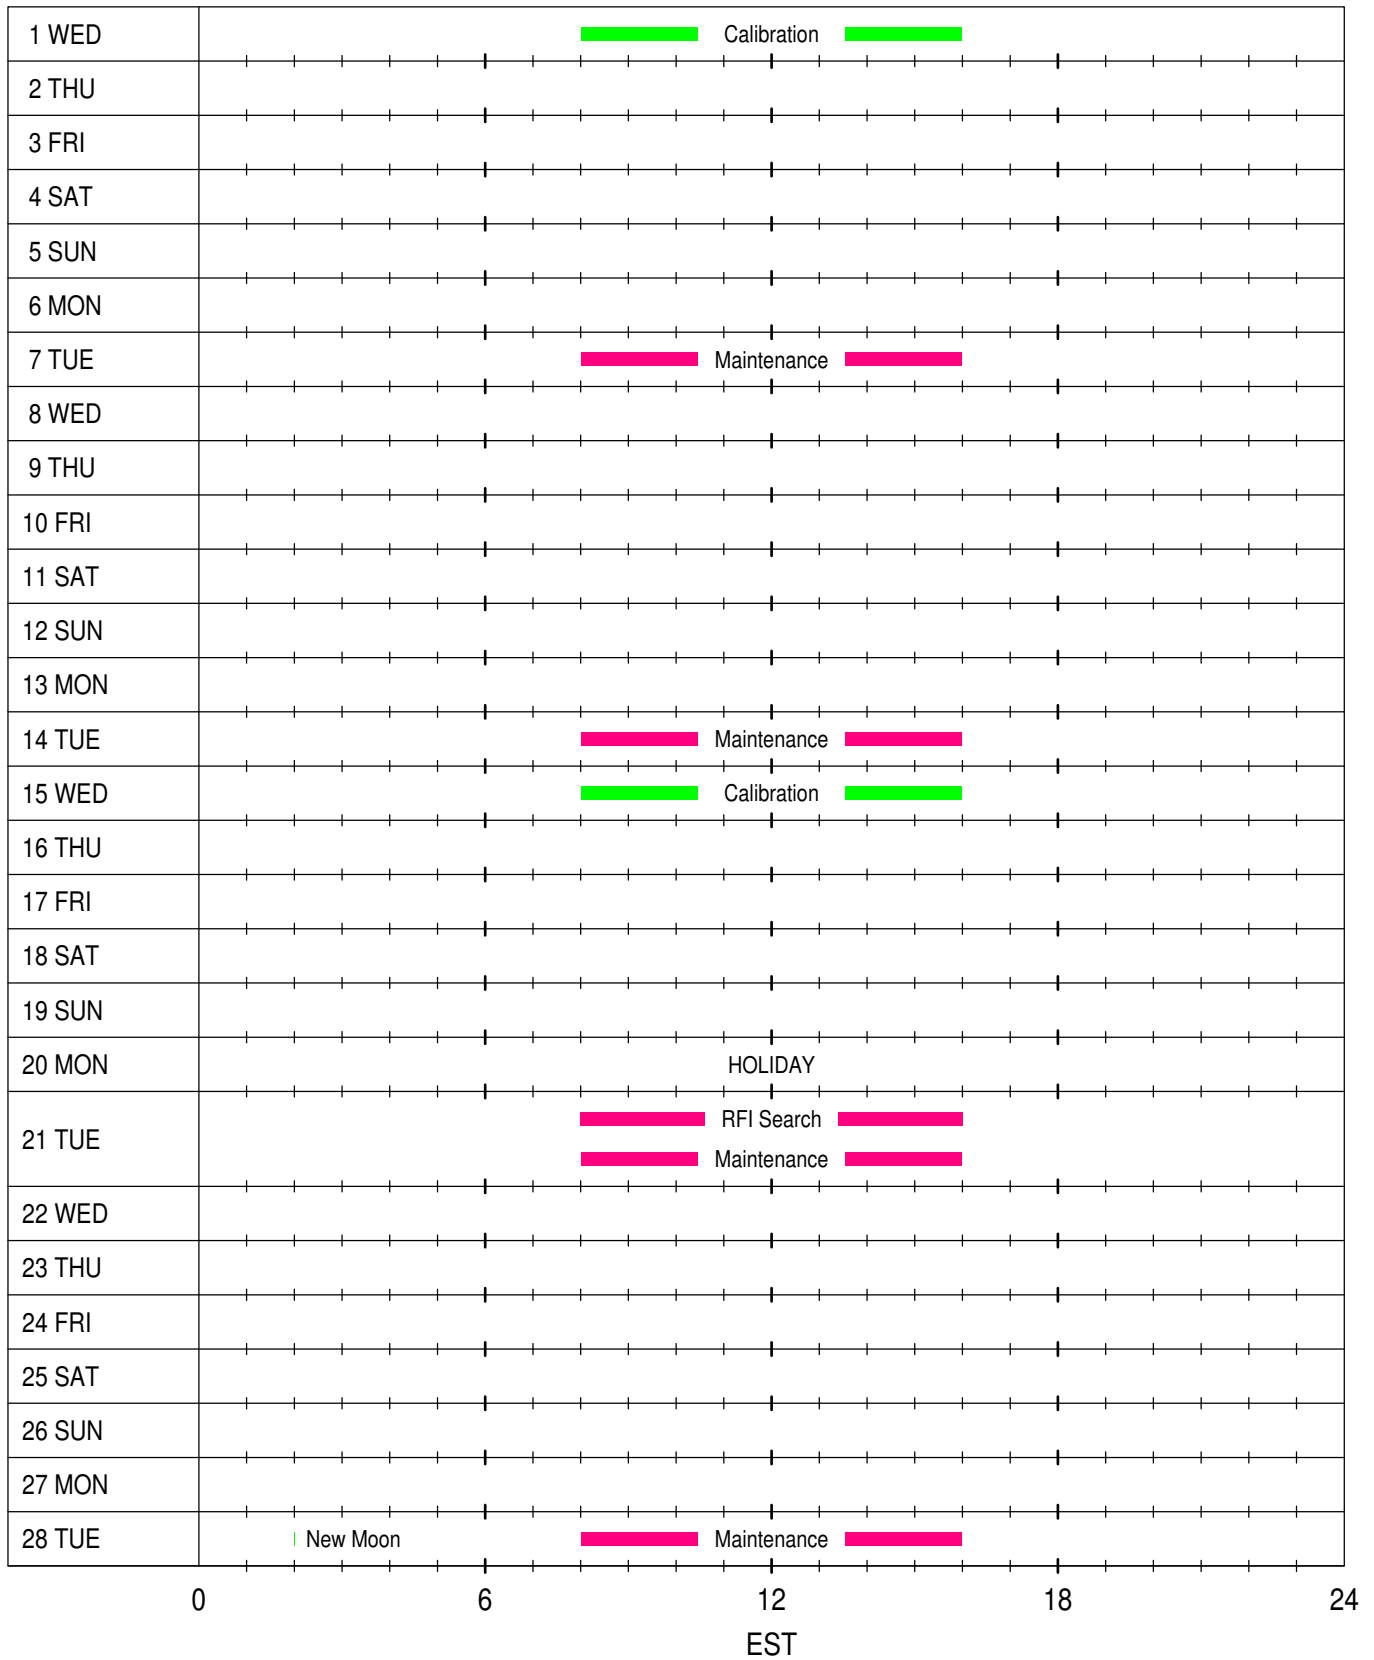 1 WED Calibration
2 THU
3 FRI
4 SAT
5 SUN
6 MON
7 TUE Maintenance
8 WED
9 THU
10 FRI
11 SAT
12 SUN
13 MON
14 TUE Maintenance
15 WED Calibration
16 THU
17 FRI
18 SAT
19 SUN
20 MON HOLIDAY
21 TUE RFI Search
Maintenance
22 WED
23 THU
24 FRI
25 SAT
26 SUN
27 MON
28 TUE New Moon Maintenance
0 6 12 18 24
EST